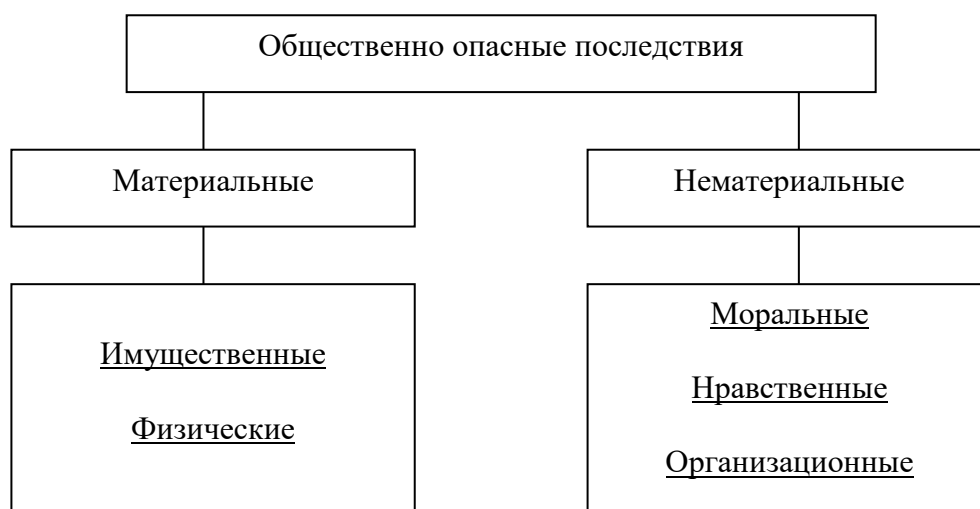 Общественно опасные последствия
Материальные
Нематериальные
Имущественные
Физические
Моральные
Нравственные
Организационные